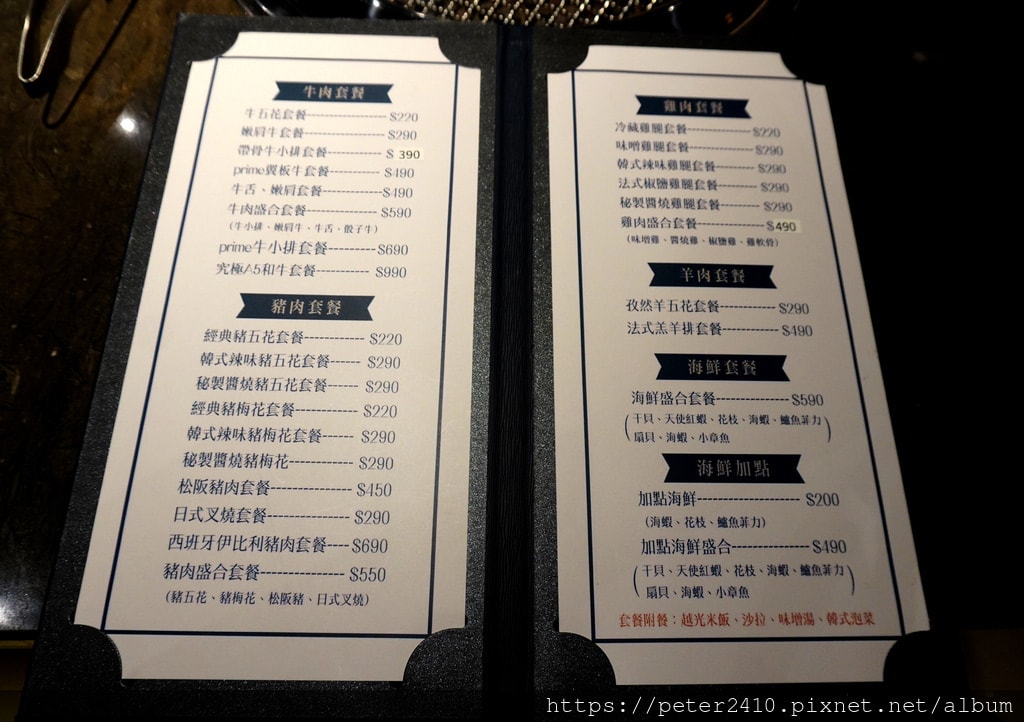 牛肉套餐
牛五花套餐----------------$220
嫩肩牛套餐----------------$290
帶骨牛小排套餐-----------$ 390
prime翼板牛套餐----------$490
牛舌、嫩肩套餐-----------$490
牛肉盛合套餐--------------$590
(牛小排、嫩肩牛、牛舌、骰子牛)
prime牛小排套餐----------$690
究極A5和牛套餐-----------$990
豬肉套餐
經典豬五花套餐-----------$220
韓式辣味豬五花套餐------$290
秘製醬燒豬五花套餐------$290
經典豬梅花套餐-----------$220
韓式辣味豬梅花套餐------$290
秘製醬燒豬梅花------------$290
松阪豬肉套餐--------------$450
日式叉燒套餐--------------$290
西班牙伊比利豬肉套餐----$690
豬肉盛合套餐--------------$550
(豬五花、豬梅花、松阪豬、日式叉燒)
雞肉套餐
冷藏雞腿套餐--------------$220
味噌雞腿套餐--------------$290
韓式辣味雞腿套餐---------$290
法式椒鹽雞腿套餐---------$290
秘製醬燒雞腿套餐---------$290
雞肉盛合套餐--------------$490
(味增雞、醬燒雞、椒鹽雞、雞軟骨)
羊肉套餐
孜然羊五花套餐-----------$290
法式羔羊排套餐-----------$490
海鮮套餐
海鮮盛合套餐--------------$590
(干貝、天使紅蝦、花枝、海蝦、鱸魚菲力
扇貝、海蝦、小章魚)
海鮮加點
加點海鮮------------------- $200
(海蝦、花枝、鱸魚菲力)
加點海鮮盛合--------------$490
(干貝、天使紅蝦、花枝、海蝦、鱸魚菲力
扇貝、海蝦、小章魚)
套餐附餐：越光米飯、沙拉、味增湯、韓式泡菜
https://peter2410.pixnet.net/album